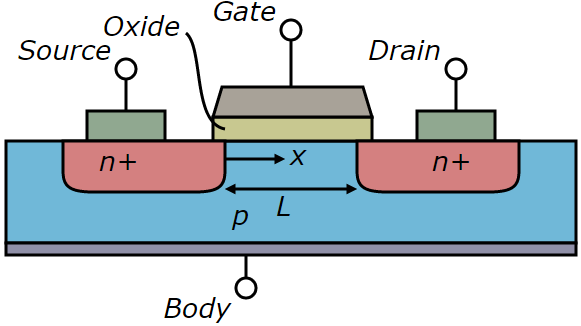 Gate
Oxide
Source
Drain
n+
x
n+
L
p
Body